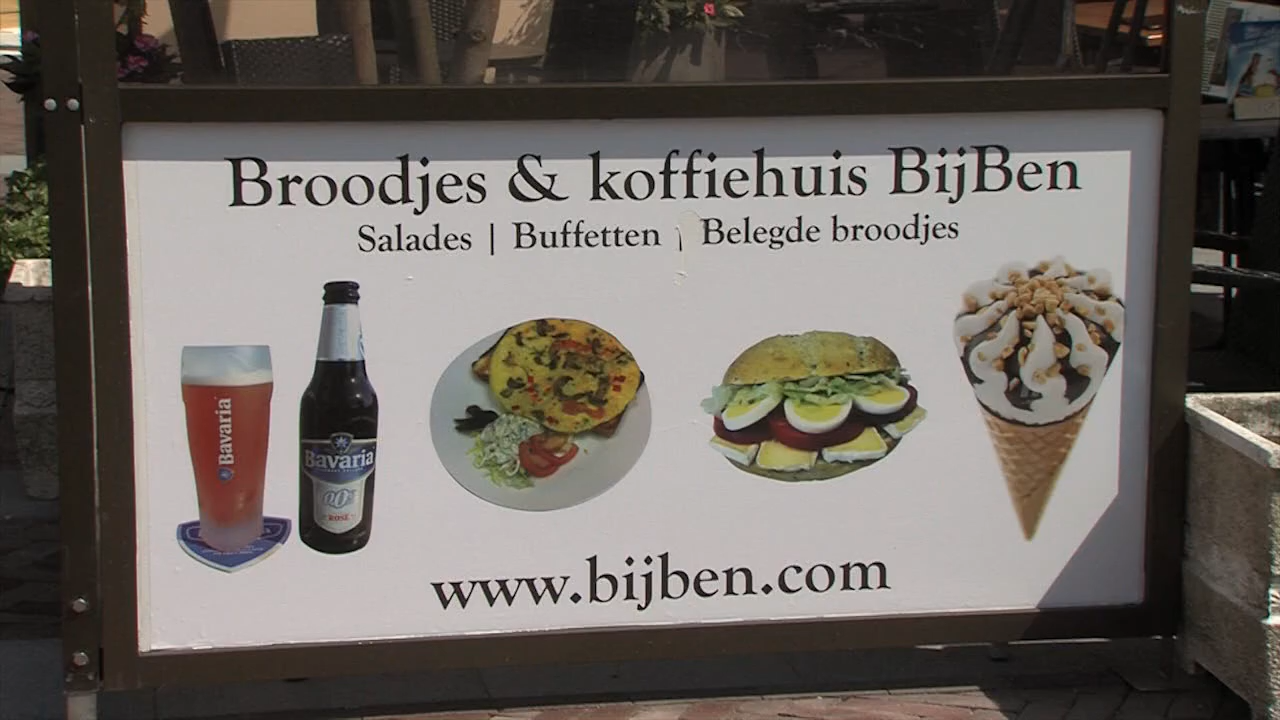 Broodjes & koffiehuis BijBen
Salades | Buffetten | Belegde broodjes
Bavaria
Bavaria
0.0%
ROSÉ
www.bijben.com